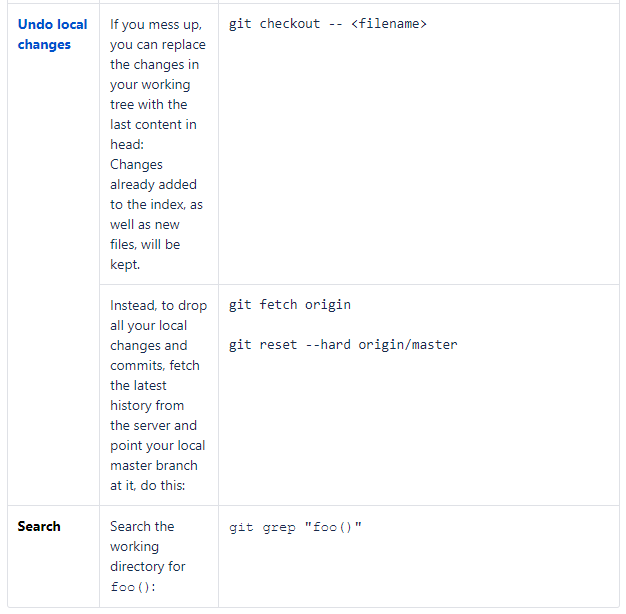 Undo local
changes
If you mess up,
you can replace
the changes in
your working
tree with the
last content in
head:
Changes
already added
to the index, as
well as new
files, will be
kept.
git checkout -- <filename>
Instead, to drop
all your local
changes and
commits, fetch
the latest
history from
the server and
point your local
master branch
at it, do this:
git fetch origin
git reset --hard origin/master
Search
Search the
working
directory for
foo():
git grep "foo()"